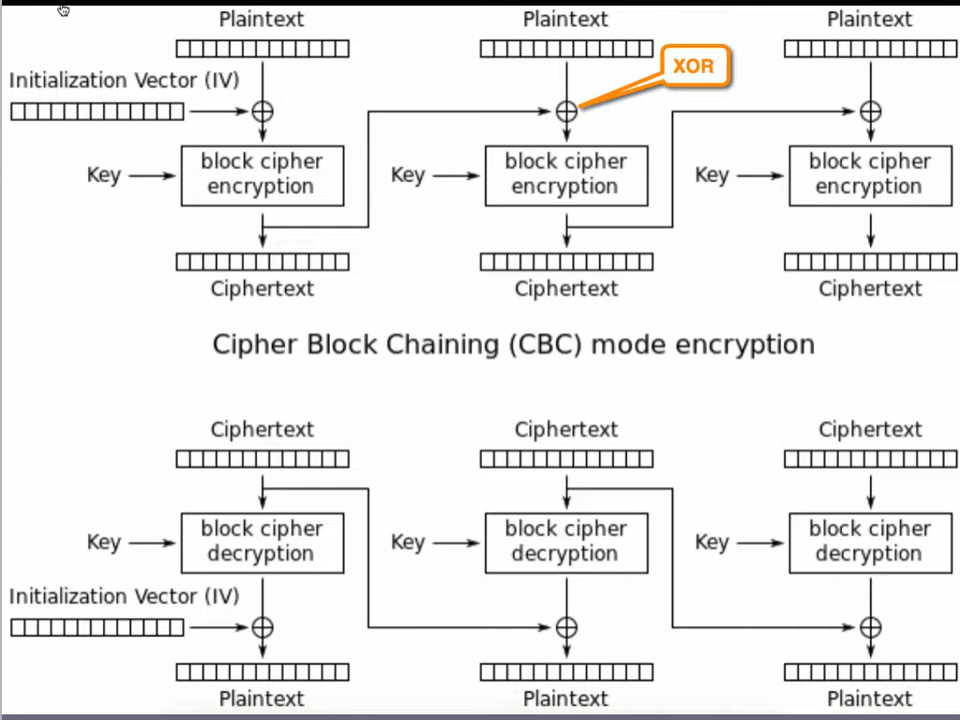 Plaintext Plaintext Plaintext
XOR
Initialization Vector (IV)
Key block cipher encryption Key block cipher encryption Key block cipher encryption
Ciphertext Ciphertext Ciphertext
Cipher Block Chaining (CBC) mode encryption
Ciphertext Ciphertext Ciphertext
Key block cipher decryption Key block cipher decryption Key block cipher decryption
Initialization Vector (IV)
Plaintext Plaintext Plaintext